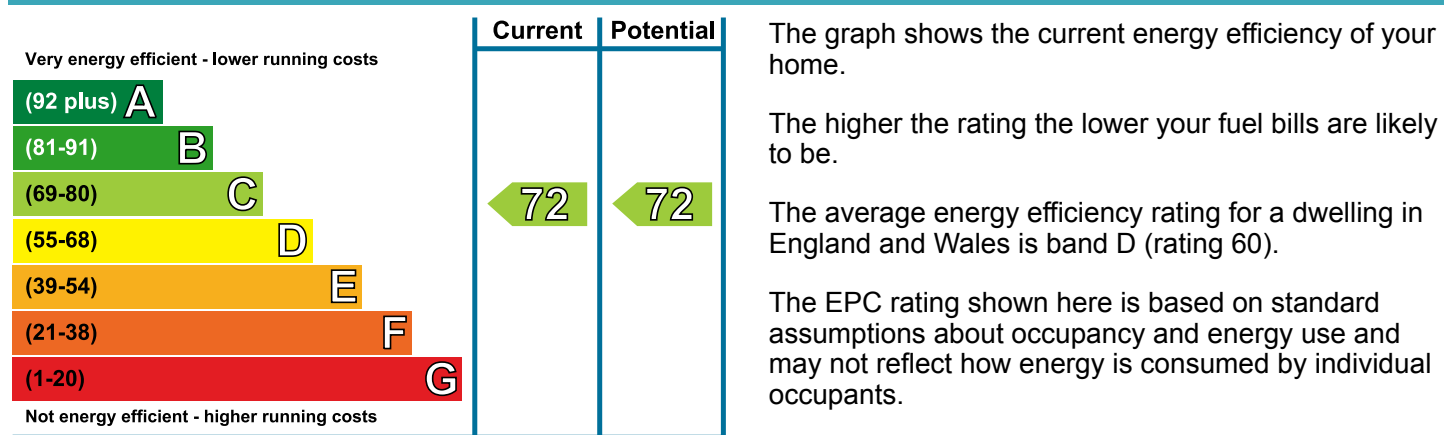 Current Potential
Very energy efficient - lower running costs
(92 plus) A
(81-91) B
(69-80) C
72 72
(55-68) D
(39-54) E
(21-38) F
(1-20) G
Not energy efficient - higher running costs
The graph shows the current energy efficiency of your
home.
The higher the rating the lower your fuel bills are likely
to be.
The average energy efficiency rating for a dwelling in
England and Wales is band D (rating 60).
The EPC rating shown here is based on standard
assumptions about occupancy and energy use and
may not reflect how energy is consumed by individual
occupants.